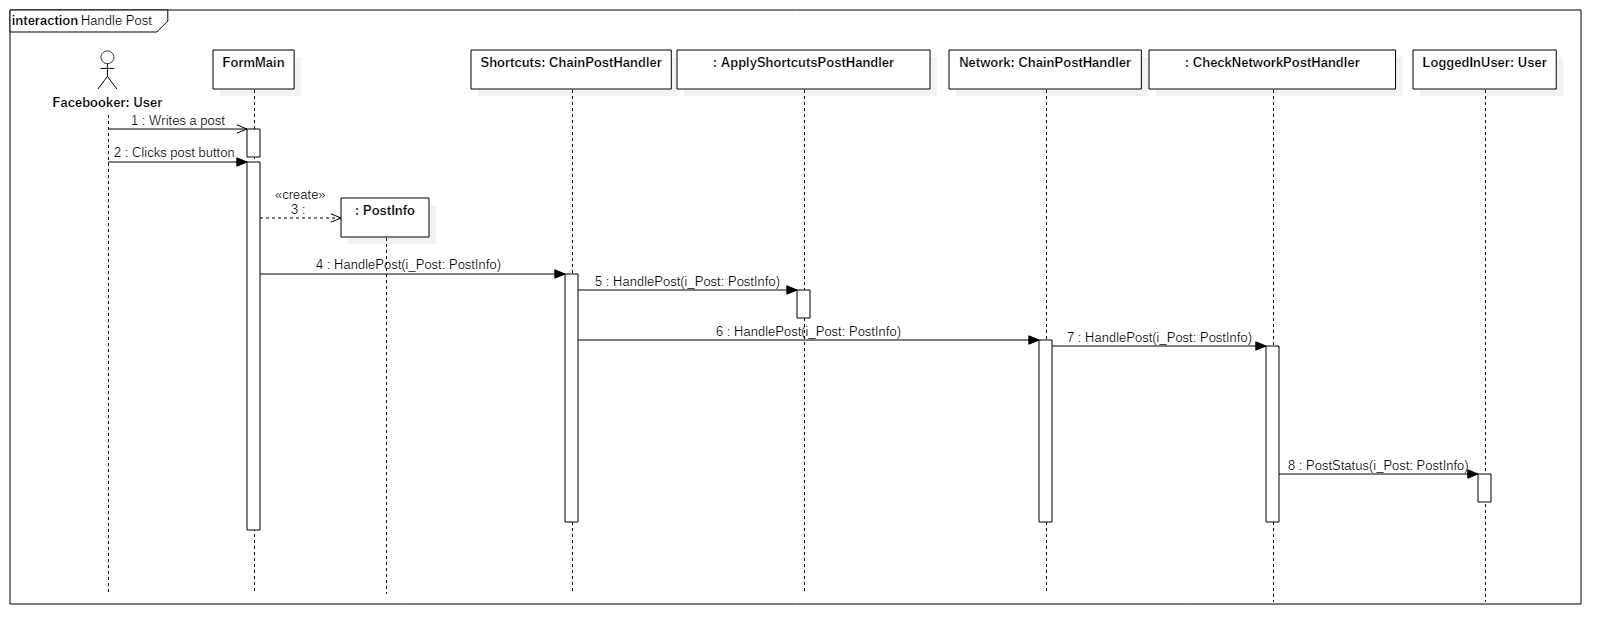 interaction Handle Post
Facebooker: User
FormMain
Shortcuts: ChainPostHandler
: ApplyShortcutsPostHandler
Network: ChainPostHandler
: CheckNetworkPostHandler
LoggedInUser: User
1 : Writes a post
2 : Clicks post button
«create»
3 :
: PostInfo
4 : HandlePost(i_Post: PostInfo)
5 : HandlePost(i_Post: PostInfo)
6 : HandlePost(i_Post: PostInfo)
7 : HandlePost(i_Post: PostInfo)
8 : PostStatus(i_Post: PostInfo)